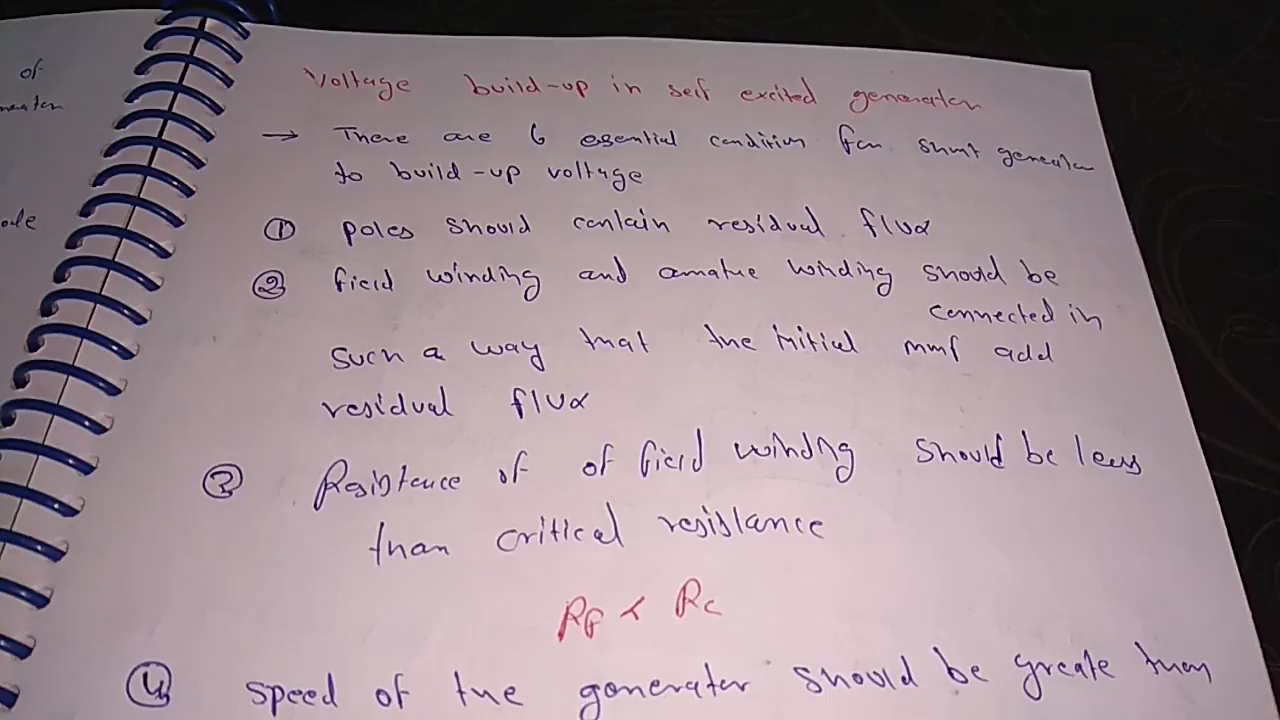 of
ode
Voltage build-up in self excited generator
→ There are 6 essential condition for shunt generator
to build-up voltage
① poles should contain residual flux
② field winding and armature winding should be
connected in
such a way that the initial mmf add
residual flux
③ Resistance of of field winding should be less
than critical resistance
RF < Rc
④ speed of the generator should be greate than